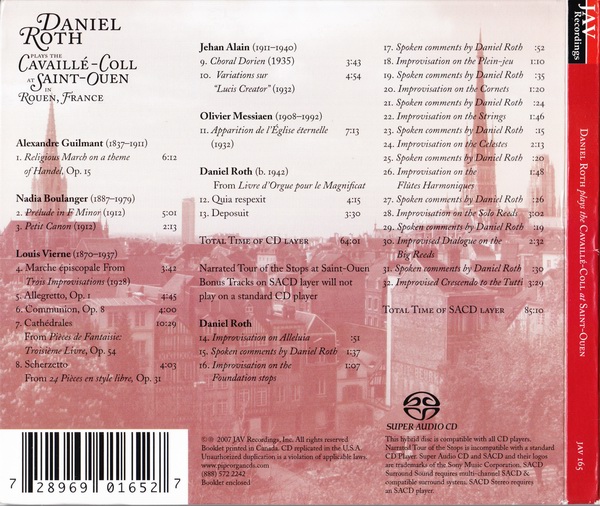 DANIEL
ROTH
PLAYS THE
CAVAILLÉ-COLL
AT
SAINT-OUEN
IN
ROUEN, FRANCE
Alexandre Guilmant (1837–1911)
1. Religious March on a theme 6:12
of Handel, Op. 15
Nadia Boulanger (1887–1979)
2. Prélude in F Minor (1912) 5:01
3. Petit Canon (1912) 2:13
Louis Vierne (1870–1937)
4. Marche épiscopale From 3:42
Trois Improvisations (1928)
5. Allegretto, Op. 1 4:45
6. Communion, Op. 8 4:00
7. Cathédrales 10:29
From Pièces de Fantaisie:
Troisième Livre, Op. 54
8. Scherzetto 4:03
From 24 Pièces en style libre, Op. 31
Jehan Alain (1911–1940)
9. Choral Dorien (1935) 3:43
10. Variations sur 4:54
"Lucis Creator" (1932)
Olivier Messiaen (1908–1992)
11. Apparition de l'Église éternelle 7:13
(1932)
Daniel Roth (b. 1942)
From Livre d'Orgue pour le Magnificat
12. Quia respexit 4:15
13. Deposuit 3:30
TOTAL TIME OF CD LAYER 64:01
Narrated Tour of the Stops at Saint-Ouen
Bonus Tracks on SACD layer will not
play on a standard CD player
Daniel Roth
14. Improvisation on Alleluia :51
15. Spoken comments by Daniel Roth 1:37
16. Improvisation on the 1:07
Foundation stops
17. Spoken comments by Daniel Roth :52
18. Improvisation on the Plein-jeu 1:10
19. Spoken comments by Daniel Roth :35
20. Improvisation on the Cornets 1:20
21. Spoken comments by Daniel Roth :24
22. Improvisation on the Strings 1:46
23. Spoken comments by Daniel Roth :15
24. Improvisation on the Celestes 2:13
25. Spoken comments by Daniel Roth :20
26. Improvisation on the 1:48
Flûtes Harmoniques
27. Spoken comments by Daniel Roth :26
28. Improvisation on the Solo Reeds 3:02
29. Spoken comments by Daniel Roth :19
30. Improvised Dialogue on the 2:32
Big Reeds
31. Spoken comments by Daniel Roth :30
32. Improvised Crescendo to the Tutti 3:29
TOTAL TIME OF SACD LAYER 85:10
7 28969 01652 7
℗ © 2007 JAV Recordings, Inc. All rights reserved.
Booklet printed in Canada. CD replicated in the U.S.A.
Unauthorized duplication is a violation of applicable laws.
www.pipeorgancds.com
(888) 572 2242
Booklet enclosed
SUPER AUDIO CD
This hybrid disc is compatible with all CD players.
Narrated Tour of the Stops is incompatible with a standard
CD Player. Super Audio CD and SACD and their logos
are trademarks of the Sony Music Corporation. SACD
Surround Sound requires multi-channel SACD &
compatible surround system. SACD Stereo requires
an SACD player.
JAV
Recordings
DANIEL ROTH plays the CAVAILLÉ-COLL at SAINT-OUEN
JAV 165